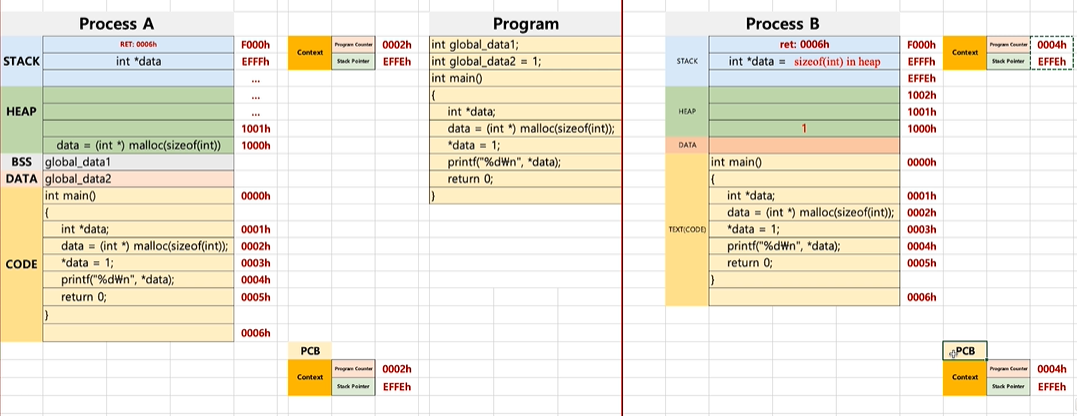 Process A
STACK
RET: 0006h
F000h
int *data
EFFFh
...
HEAP
...
...
1001h
data = (int *) malloc(sizeof(int))
1000h
BSS
global_data1
DATA
global_data2
CODE
int main()
0000h
{
int *data;
0001h
data = (int *) malloc(sizeof(int));
0002h
*data = 1;
0003h
printf("%d₩n", *data);
0004h
return 0;
0005h
}
0006h
Context
Program Counter
0002h
Stack Pointer
EFFEh
PCB
Context
Program Counter
0002h
Stack Pointer
EFFEh
Program
int global_data1;
int global_data2 = 1;
int main()
{
int *data;
data = (int *) malloc(sizeof(int));
*data = 1;
printf("%d₩n", *data);
return 0;
}
Process B
STACK
ret: 0006h
F000h
int *data = sizeof(int) in heap
EFFFh
EFFEh
HEAP
1002h
1001h
1
1000h
DATA
TEXT(CODE)
int main()
0000h
{
int *data;
0001h
data = (int *) malloc(sizeof(int));
0002h
*data = 1;
0003h
printf("%d₩n", *data);
0004h
return 0;
0005h
}
0006h
Context
Program Counter
0004h
Stack Pointer
EFFEh
PCB
Context
Program Counter
0004h
Stack Pointer
EFFEh